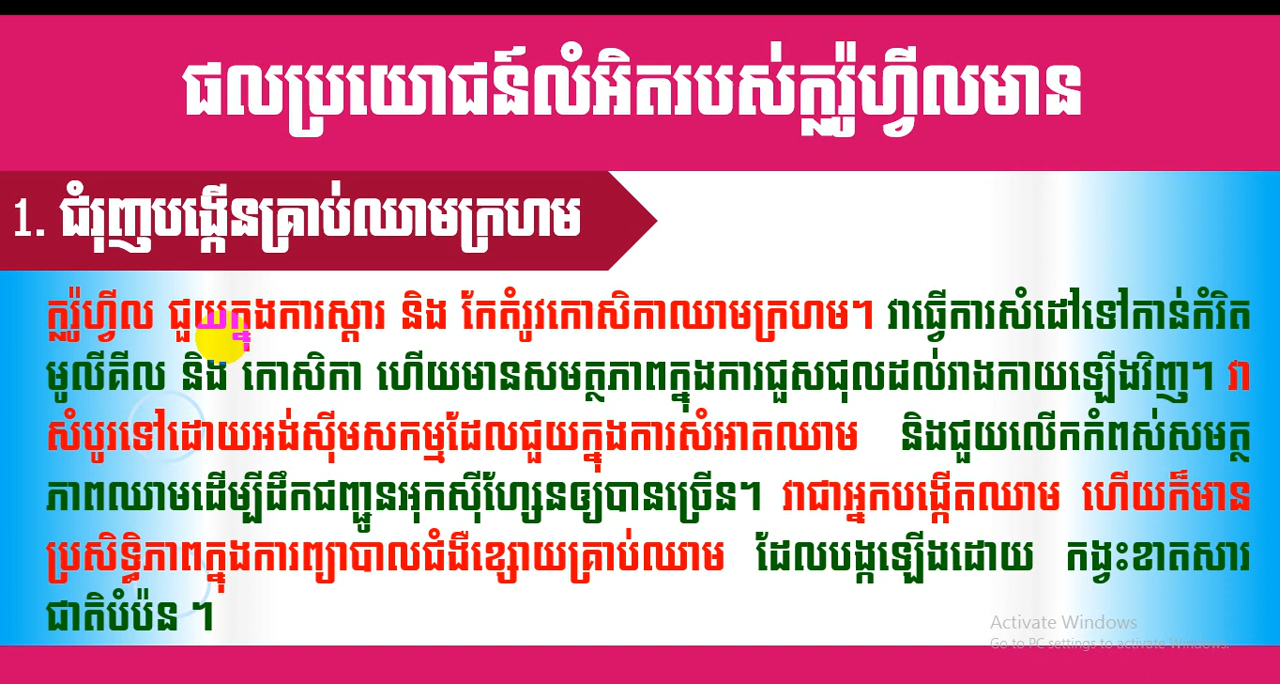 ផលប្រយោជន៍លំអិតរបស់ក្លរ៉ូហ្វីលមាន
1. ជំរុញបង្កើនគ្រាប់ឈាមក្រហម
ក្លរ៉ូហ្វីល ជួយក្នុងការស្តារ និង កែតំរូវកោសិកាឈាមក្រហម។ វាធ្វើការសំដៅទៅកាន់កំរិត
មូលីគីល និង កោសិកា ហើយមានសមត្ថភាពក្នុងការជួសជុលដល់រាងកាយឡើងវិញ។ វា
សំបូរទៅដោយអង់ស៊ីមសកម្មដែលជួយក្នុងការសំអាតឈាម និងជួយលើកកំពស់សមត្ថ
ភាពឈាមដើម្បីដឹកជញ្ជូនអុកស៊ីហ្សែនឲ្យបានច្រើន។ វាជាអ្នកបង្កើតឈាម ហើយក៏មាន
ប្រសិទ្ធិភាពក្នុងការព្យាបាលជំងឺខ្សោយគ្រាប់ឈាម ដែលបង្កឡើងដោយ កង្វះខាតសារ
ជាតិបំប៉ន ។
Activate Windows
Go to PC settings to activate Windows.